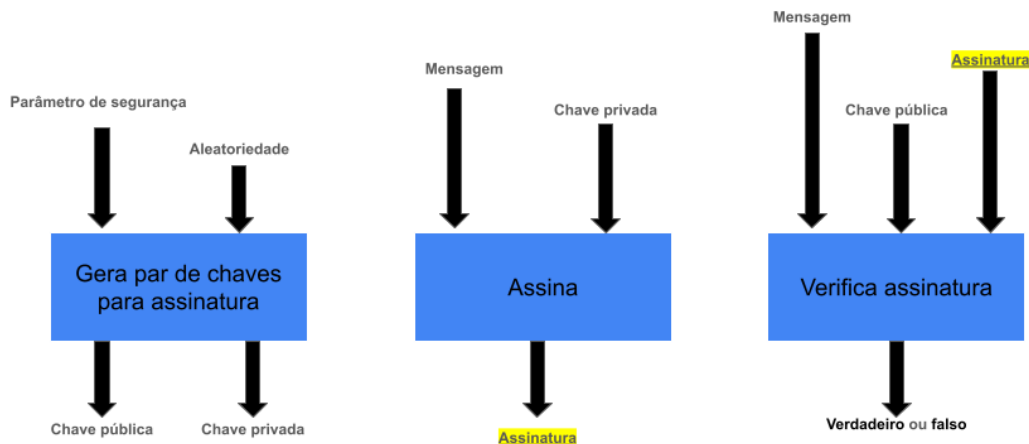 Parâmetro de segurança
Aleatoriedade
Gera par de chaves
para assinatura
Chave pública
Chave privada
Mensagem
Chave privada
Assina
Assinatura
Mensagem
Assinatura
Chave pública
Verifica assinatura
Verdadeiro ou falso